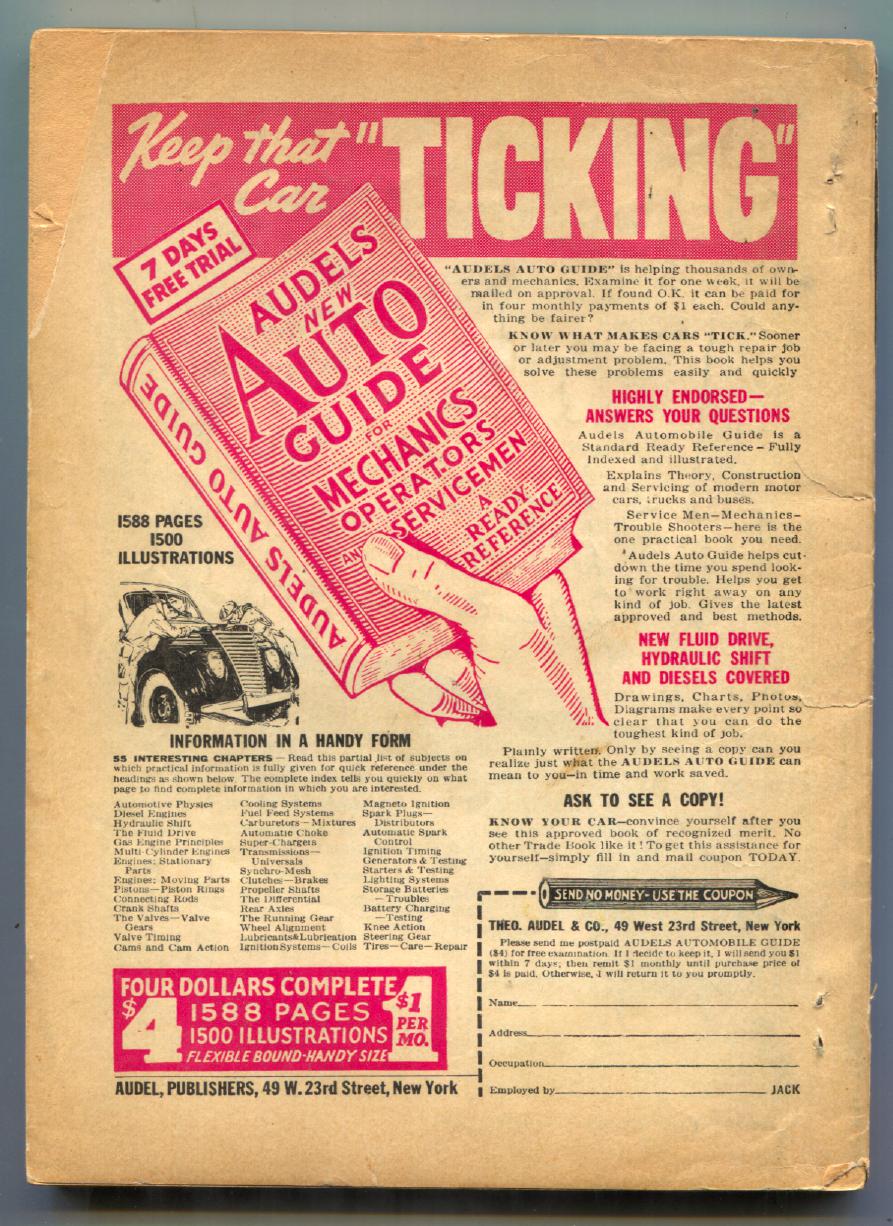 Keep that "TICKING"
Car
7 DAYS
FREE TRIAL
AUDELS
NEW
AUTO
GUIDE
FOR
MECHANICS
OPERATORS
AND SERVICEMEN
A
READY
REFERENCE
AUDELS AUTO GUIDE
"AUDELS AUTO GUIDE" is helping thousands of own-
ers and mechanics. Examine it for one week, it will be
mailed on approval. If found O.K. it can be paid for
in four monthly payments of $1 each. Could any-
thing be fairer?
KNOW WHAT MAKES CARS "TICK." Sooner
or later you may be facing a tough repair job
or adjustment problem. This book helps you
solve these problems easily and quickly
HIGHLY ENDORSED—
ANSWERS YOUR QUESTIONS
Audels Automobile Guide is a
Standard Ready Reference – Fully
Indexed and illustrated.
Explains Theory, Construction
and Servicing of modern motor
cars, trucks and buses.
Service Men—Mechanics—
Trouble Shooters—here is the
one practical book you need.
Audels Auto Guide helps cut
down the time you spend look-
ing for trouble. Helps you get
to work right away on any
kind of job. Gives the latest
approved and best methods.
NEW FLUID DRIVE,
HYDRAULIC SHIFT
AND DIESELS COVERED
Drawings, Charts, Photos,
Diagrams make every point so
clear that you can do the
toughest kind of job.
Plainly written. Only by seeing a copy can you
realize just what the AUDELS AUTO GUIDE can
mean to you—in time and work saved.
ASK TO SEE A COPY!
KNOW YOUR CAR—convince yourself after you
see this approved book of recognized merit. No
other Trade Book like it! To get this assistance for
yourself—simply fill in and mail coupon TODAY.
1588 PAGES
1500
ILLUSTRATIONS
INFORMATION IN A HANDY FORM
55 INTERESTING CHAPTERS — Read this partial list of subjects on
which practical information is fully given for quick reference under the
headings as shown below. The complete index tells you quickly on what
page to find complete information in which you are interested.
Automotive Physics
Diesel Engines
Hydraulic Shift
The Fluid Drive
Gas Engine Principles
Multi-Cylinder Engines
Engines: Stationary
Parts
Engines: Moving Parts
Pistons—Piston Rings
Connecting Rods
Crank Shafts
The Valves—Valve
Gears
Valve Timing
Cams and Cam Action
Cooling Systems
Fuel Feed Systems
Carburetors—Mixtures
Automatic Choke
Super-Chargers
Transmissions—
Universals
Synchro-Mesh
Clutches—Brakes
Propeller Shafts
The Differential
Rear Axles
The Running Gear
Wheel Alignment
Lubricants&Lubrication
Ignition Systems—Coils
Magneto Ignition
Spark Plugs—
Distributors
Automatic Spark
Control
Ignition Timing
Generators & Testing
Starters & Testing
Lighting Systems
Storage Batteries
—Troubles
Battery Charging
—Testing
Knee Action
Steering Gear
Tires—Care—Repair
FOUR DOLLARS COMPLETE
$4 1588 PAGES
1500 ILLUSTRATIONS
FLEXIBLE BOUND-HANDY SIZE
$1
PER
MO. 1
AUDEL, PUBLISHERS, 49 W. 23rd Street, New York
SEND NO MONEY-USE THE COUPON
THEO. AUDEL & CO., 49 West 23rd Street, New York
Please send me postpaid AUDELS AUTOMOBILE GUIDE
($4) for free examination. If I decide to keep it, I will send you $1
within 7 days; then remit $1 monthly until purchase price of
$4 is paid. Otherwise, I will return it to you promptly.
Name
Address
Occupation
Employed by JACK